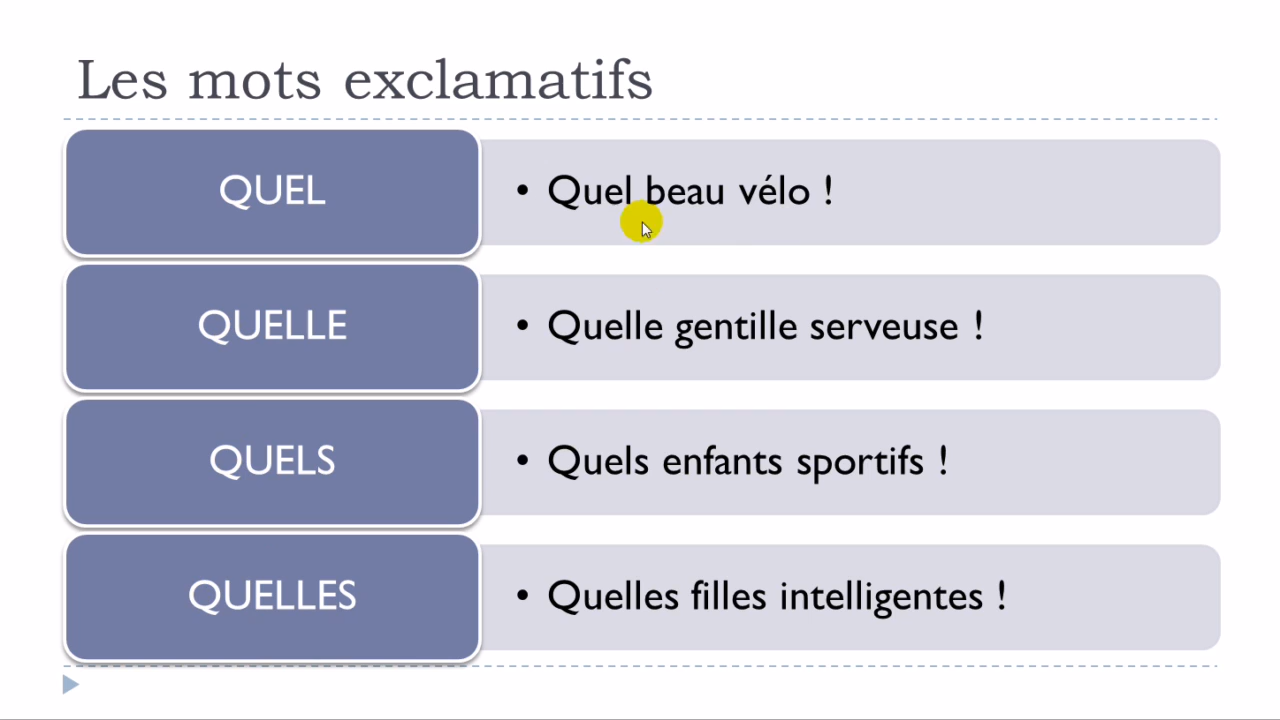 Les mots exclamatifs
QUEL
• Quel beau vélo !
QUELLE
• Quelle gentille serveuse !
QUELS
• Quels enfants sportifs !
QUELLES
• Quelles filles intelligentes !